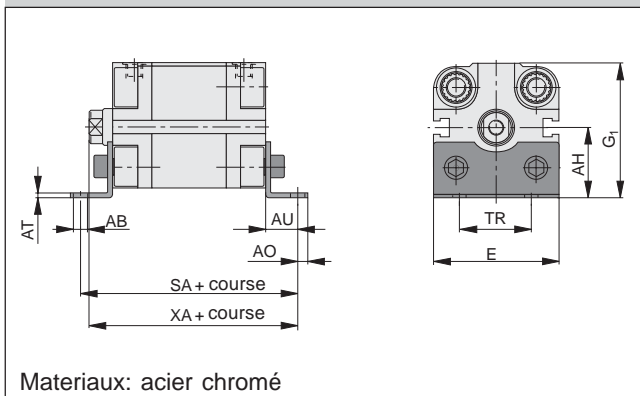 AT
AB
AU
AO
SA + course
XA + course
TR
E
AH
G1
Materiaux: acier chromé